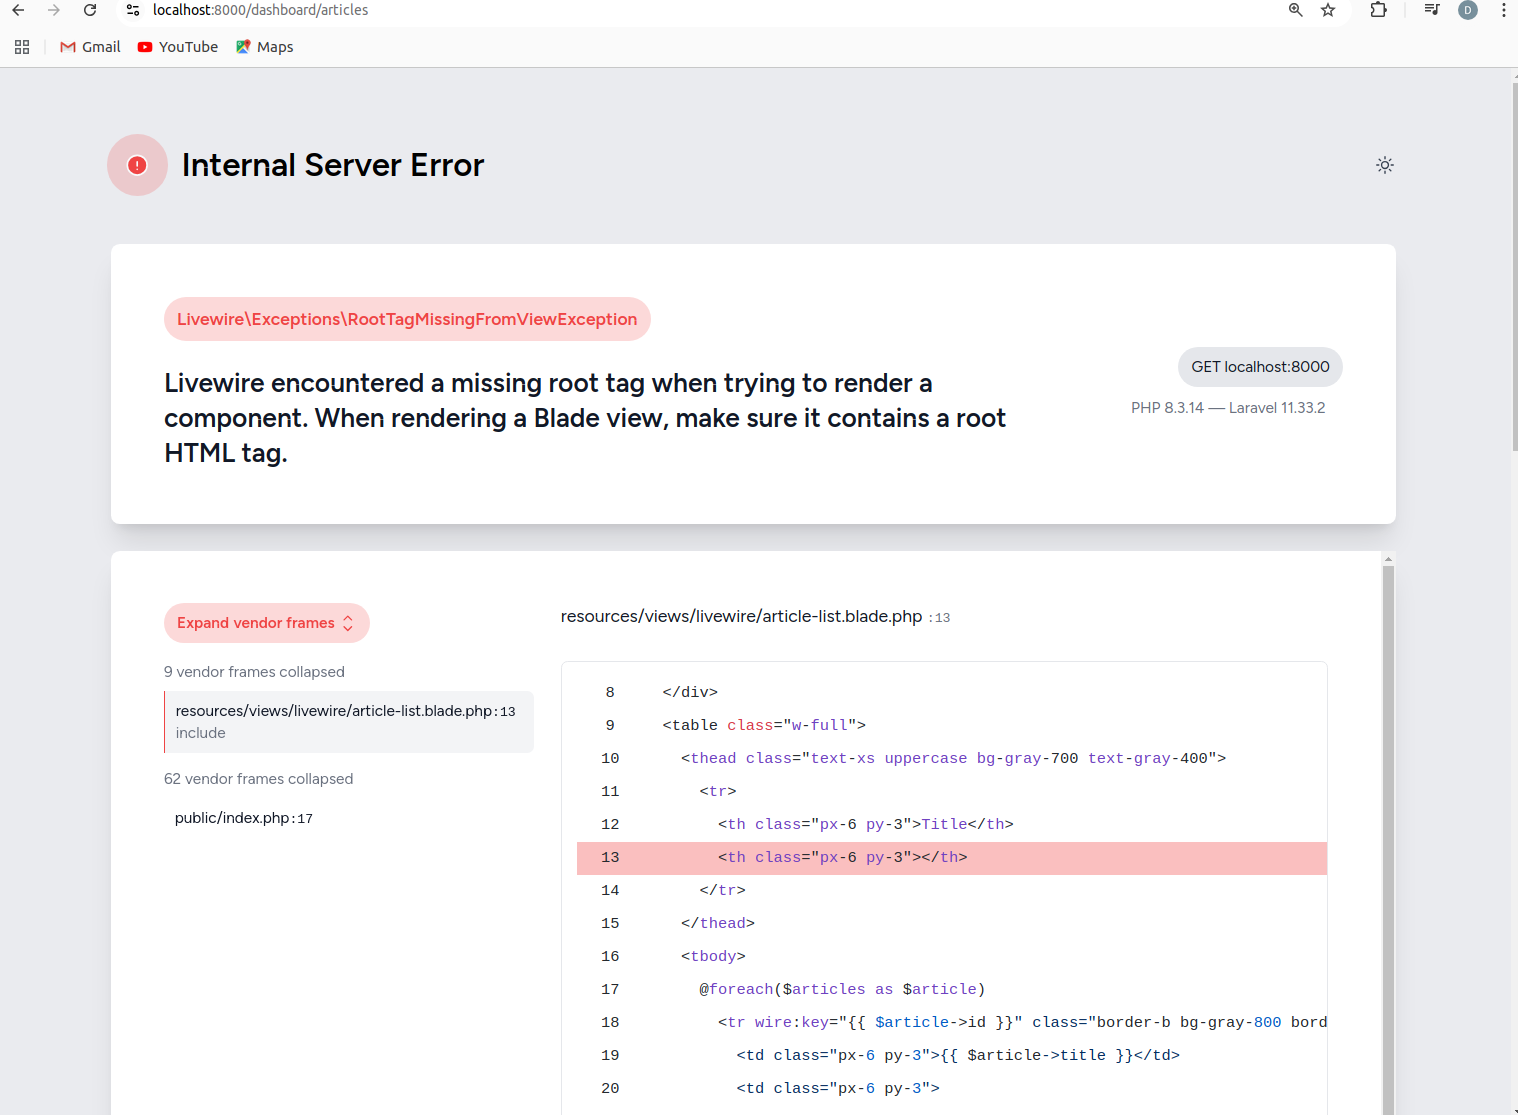 localhost:8000/dashboard/articles
D
Gmail YouTube Maps
Internal Server Error
Livewire\Exceptions\RootTagMissingFromViewException
Livewire encountered a missing root tag when trying to render a
component. When rendering a Blade view, make sure it contains a root
HTML tag.
GET localhost:8000
PHP 8.3.14 — Laravel 11.33.2
Expand vendor frames
9 vendor frames collapsed
resources/views/livewire/article-list.blade.php:13
include
62 vendor frames collapsed
public/index.php:17
resources/views/livewire/article-list.blade.php :13
8 </div>
9 <table class="w-full">
10 <thead class="text-xs uppercase bg-gray-700 text-gray-400">
11 <tr>
12 <th class="px-6 py-3">Title</th>
13 <th class="px-6 py-3"></th>
14 </tr>
15 </thead>
16 <tbody>
17 @foreach($articles as $article)
18 <tr wire:key="{{ $article->id }}" class="border-b bg-gray-800 bord
19 <td class="px-6 py-3">{{ $article->title }}</td>
20 <td class="px-6 py-3">